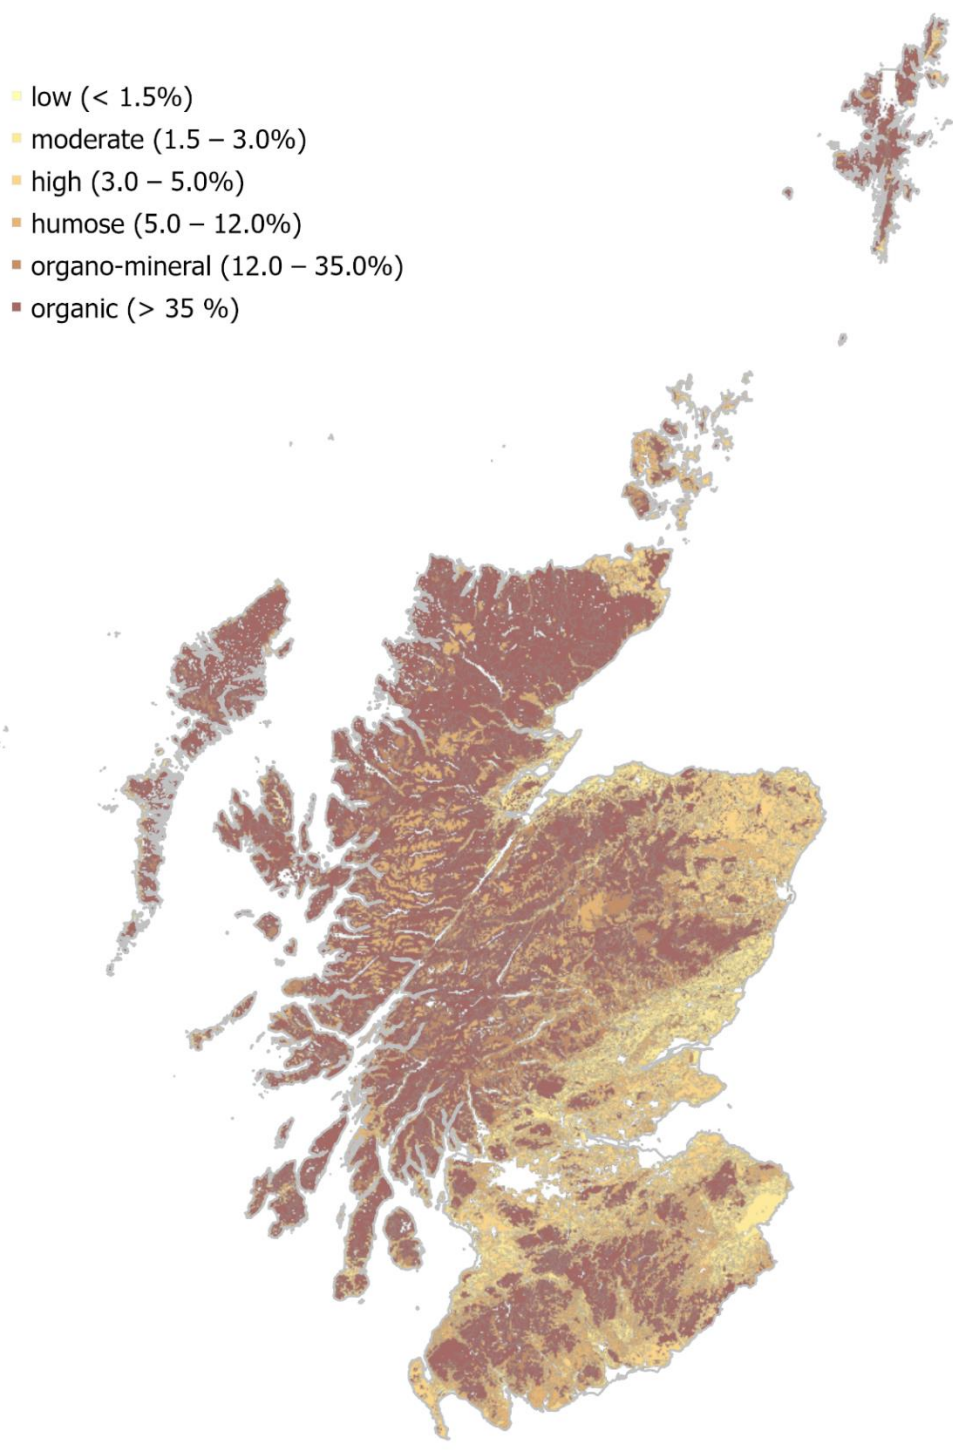 low (< 1.5%)
moderate (1.5 – 3.0%)
high (3.0 – 5.0%)
humose (5.0 – 12.0%)
organo-mineral (12.0 – 35.0%)
organic (> 35 %)